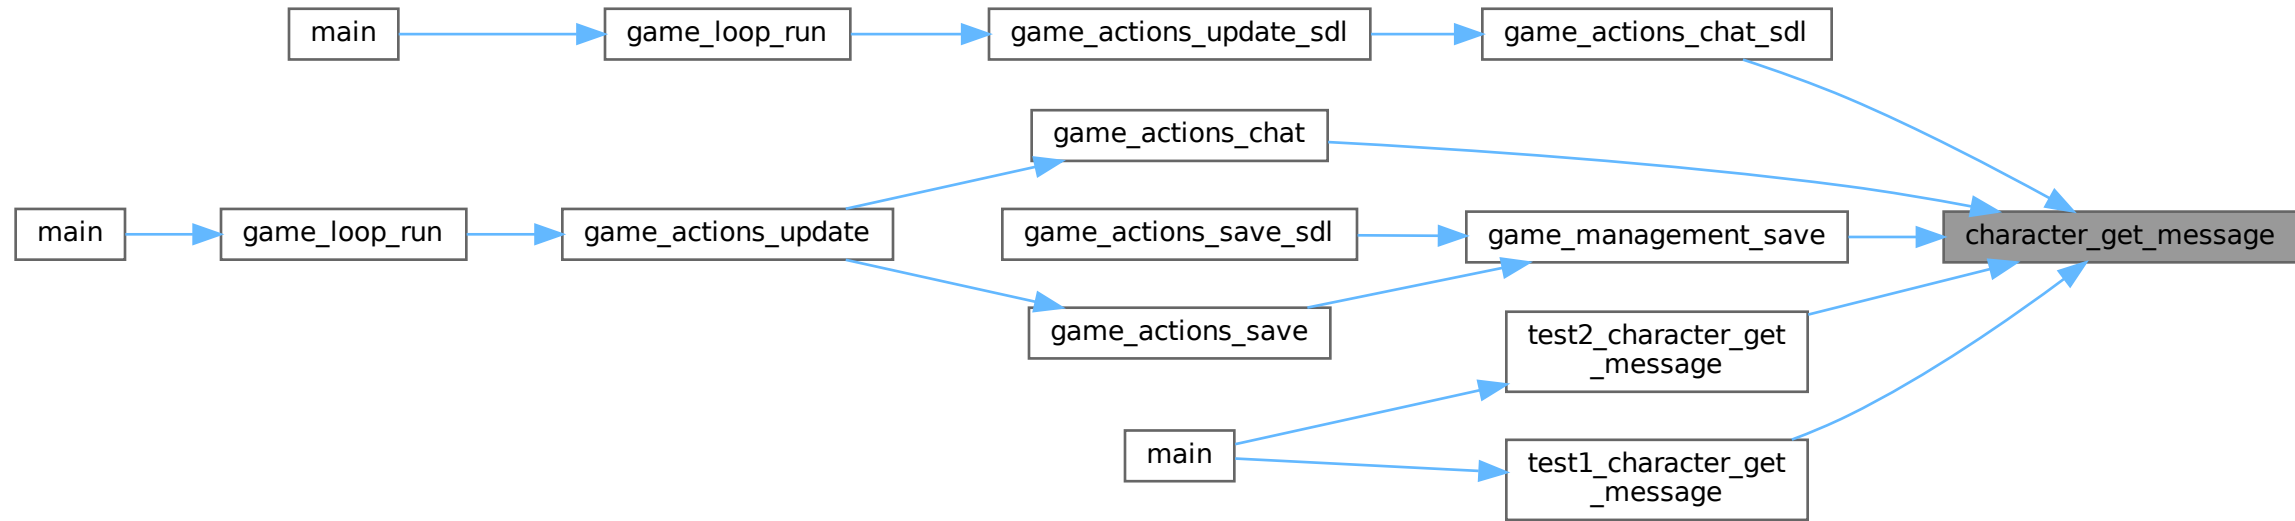 main
game_loop_run
game_actions_update_sdl
game_actions_chat_sdl
game_actions_chat
main
game_loop_run
game_actions_update
game_actions_save_sdl
game_management_save
character_get_message
game_actions_save
test2_character_get
_message
main
test1_character_get
_message